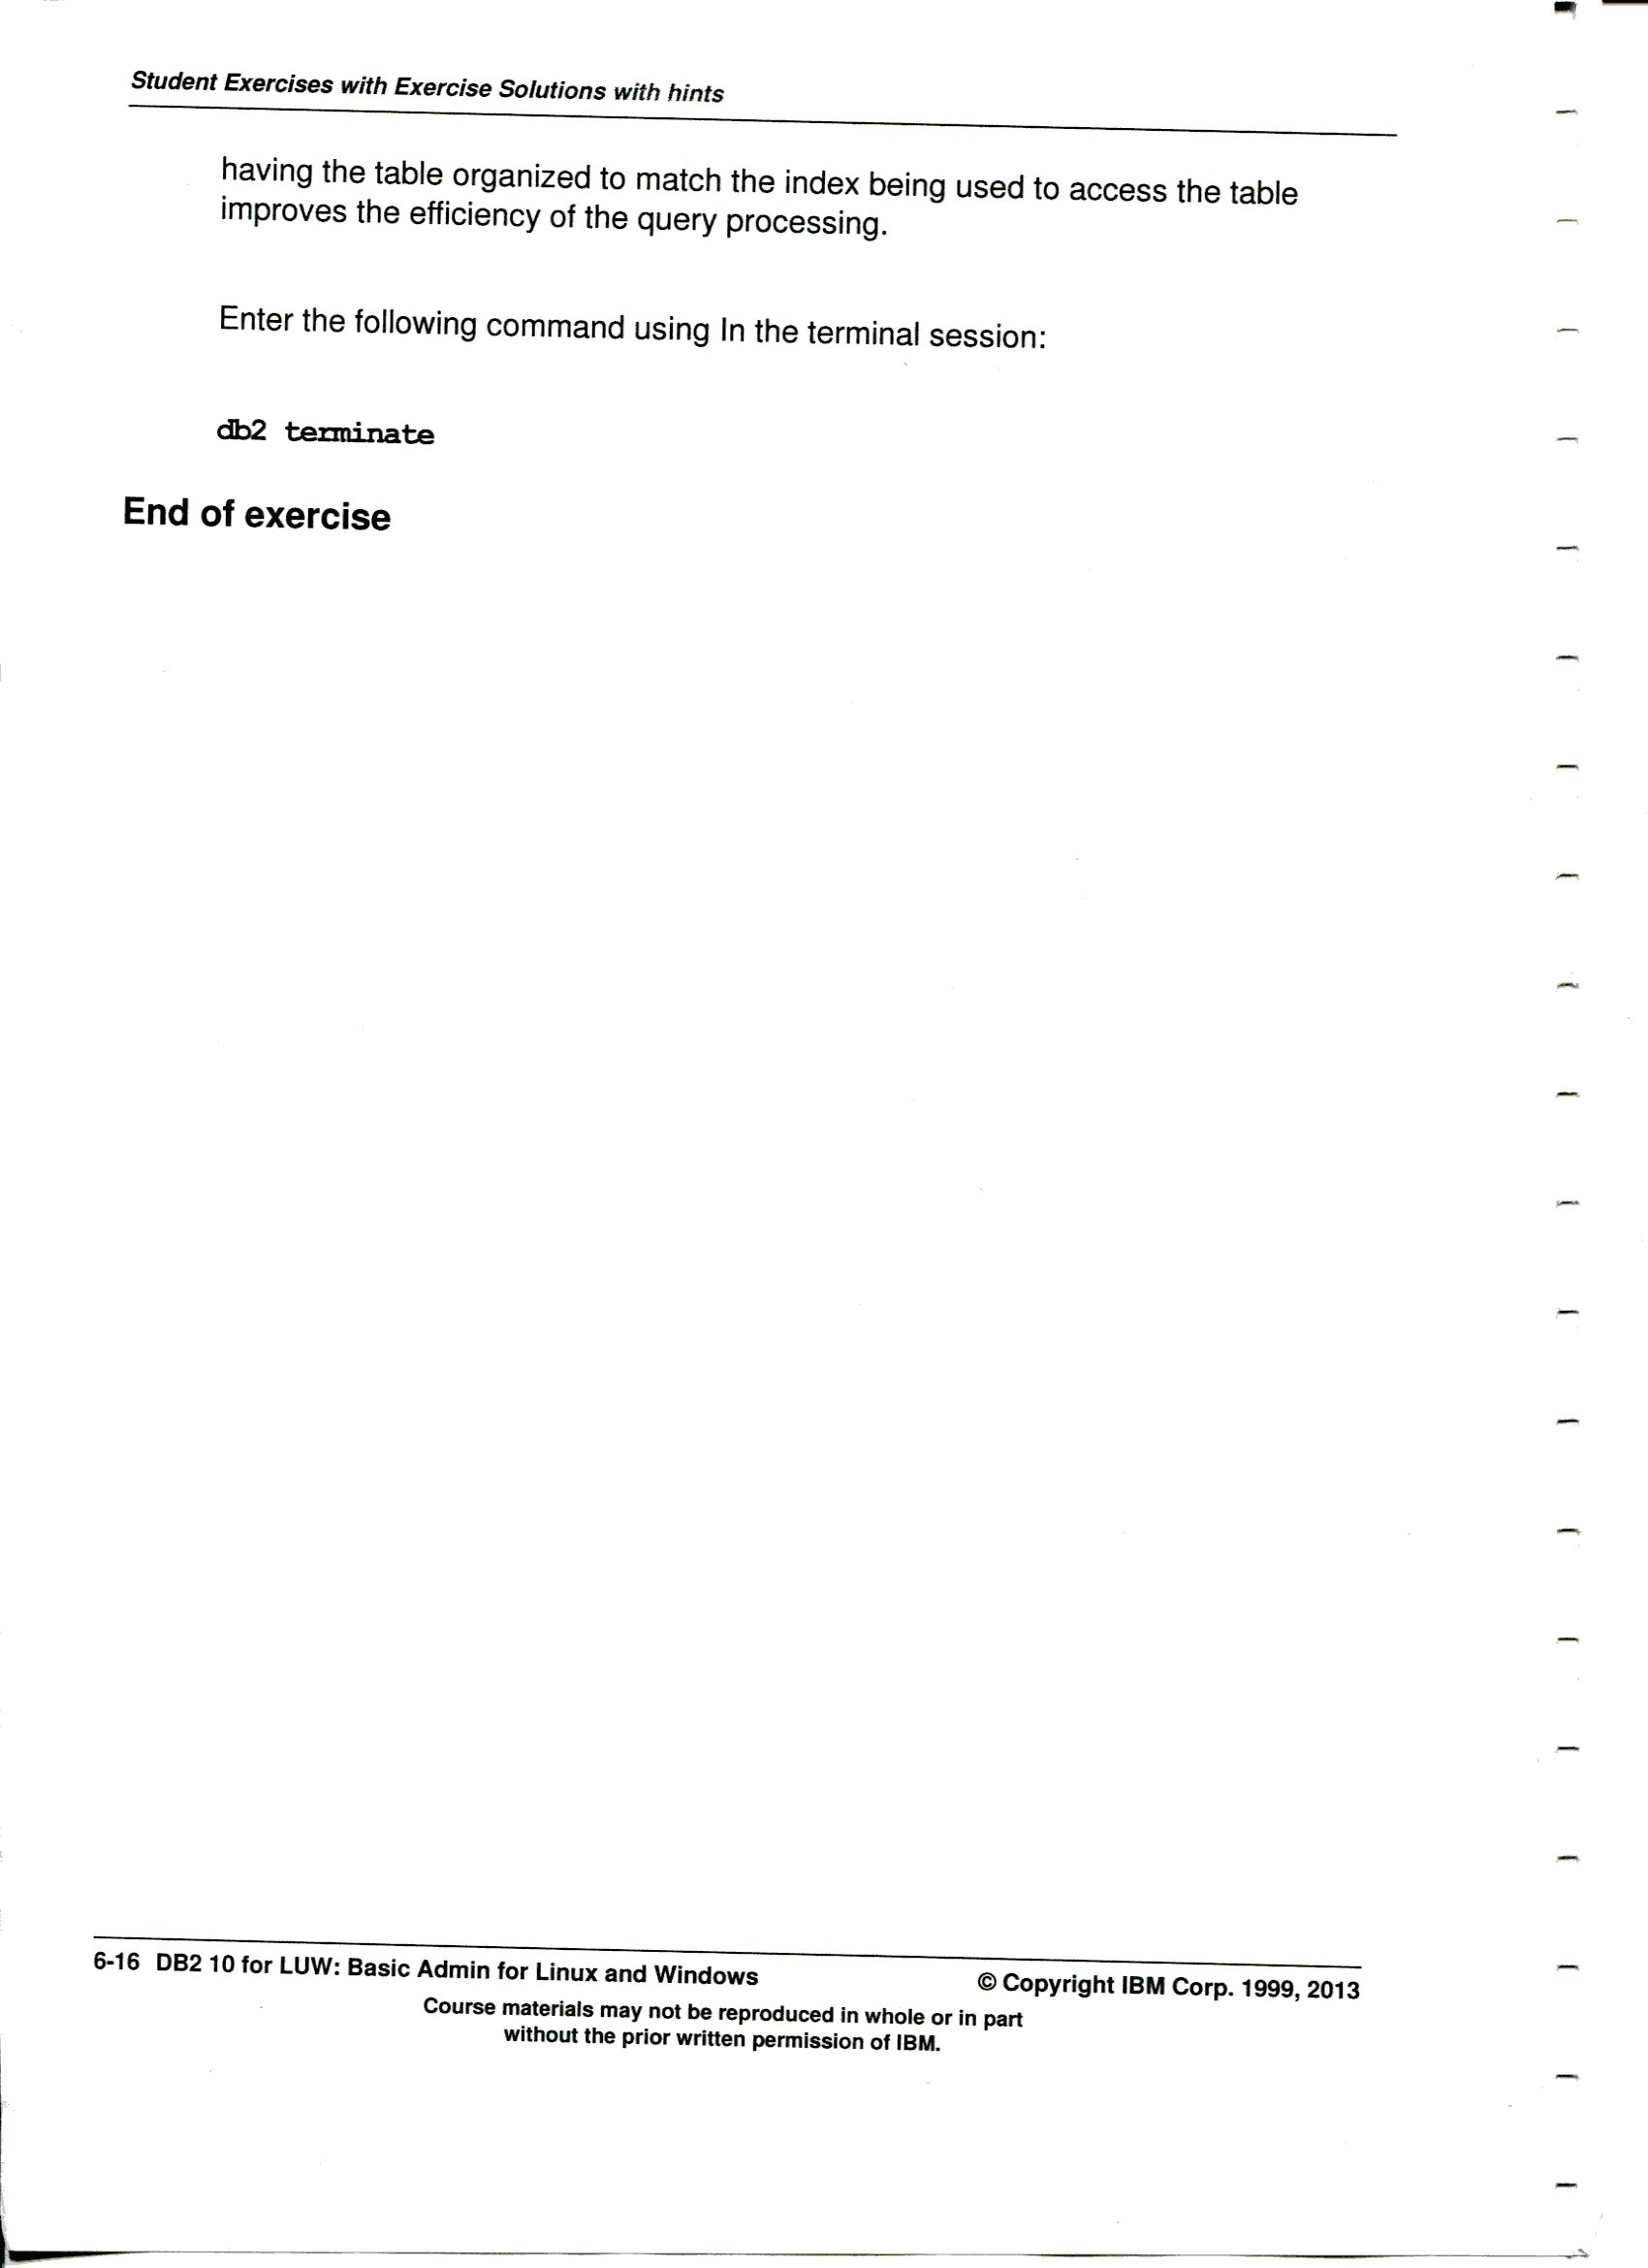 Student Exercises with Exercise Solutions with hints
having the table organized to match the index being used to access the table
improves the efficiency of the query processing.
Enter the following command using In the terminal session:
db2 terminate
End of exercise
6-16 DB2 10 for LUW: Basic Admin for Linux and Windows
© Copyright IBM Corp. 1999, 2013
Course materials may not be reproduced in whole or in part
without the prior written permission of IBM.